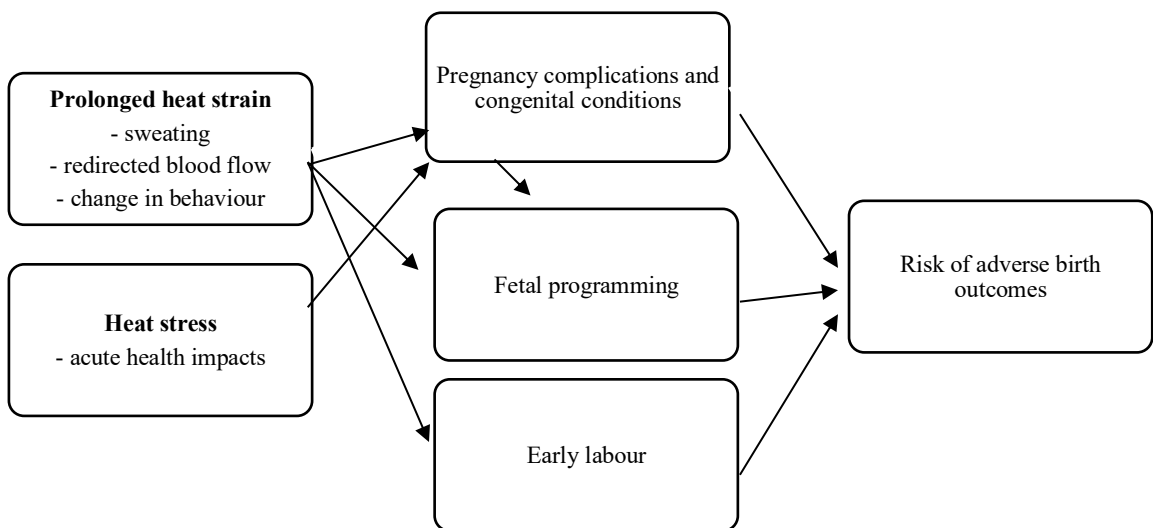 Prolonged heat strain
- sweating
- redirected blood flow
- change in behaviour
Heat stress
- acute health impacts
Pregnancy complications and
congenital conditions
Fetal programming
Early labour
Risk of adverse birth
outcomes